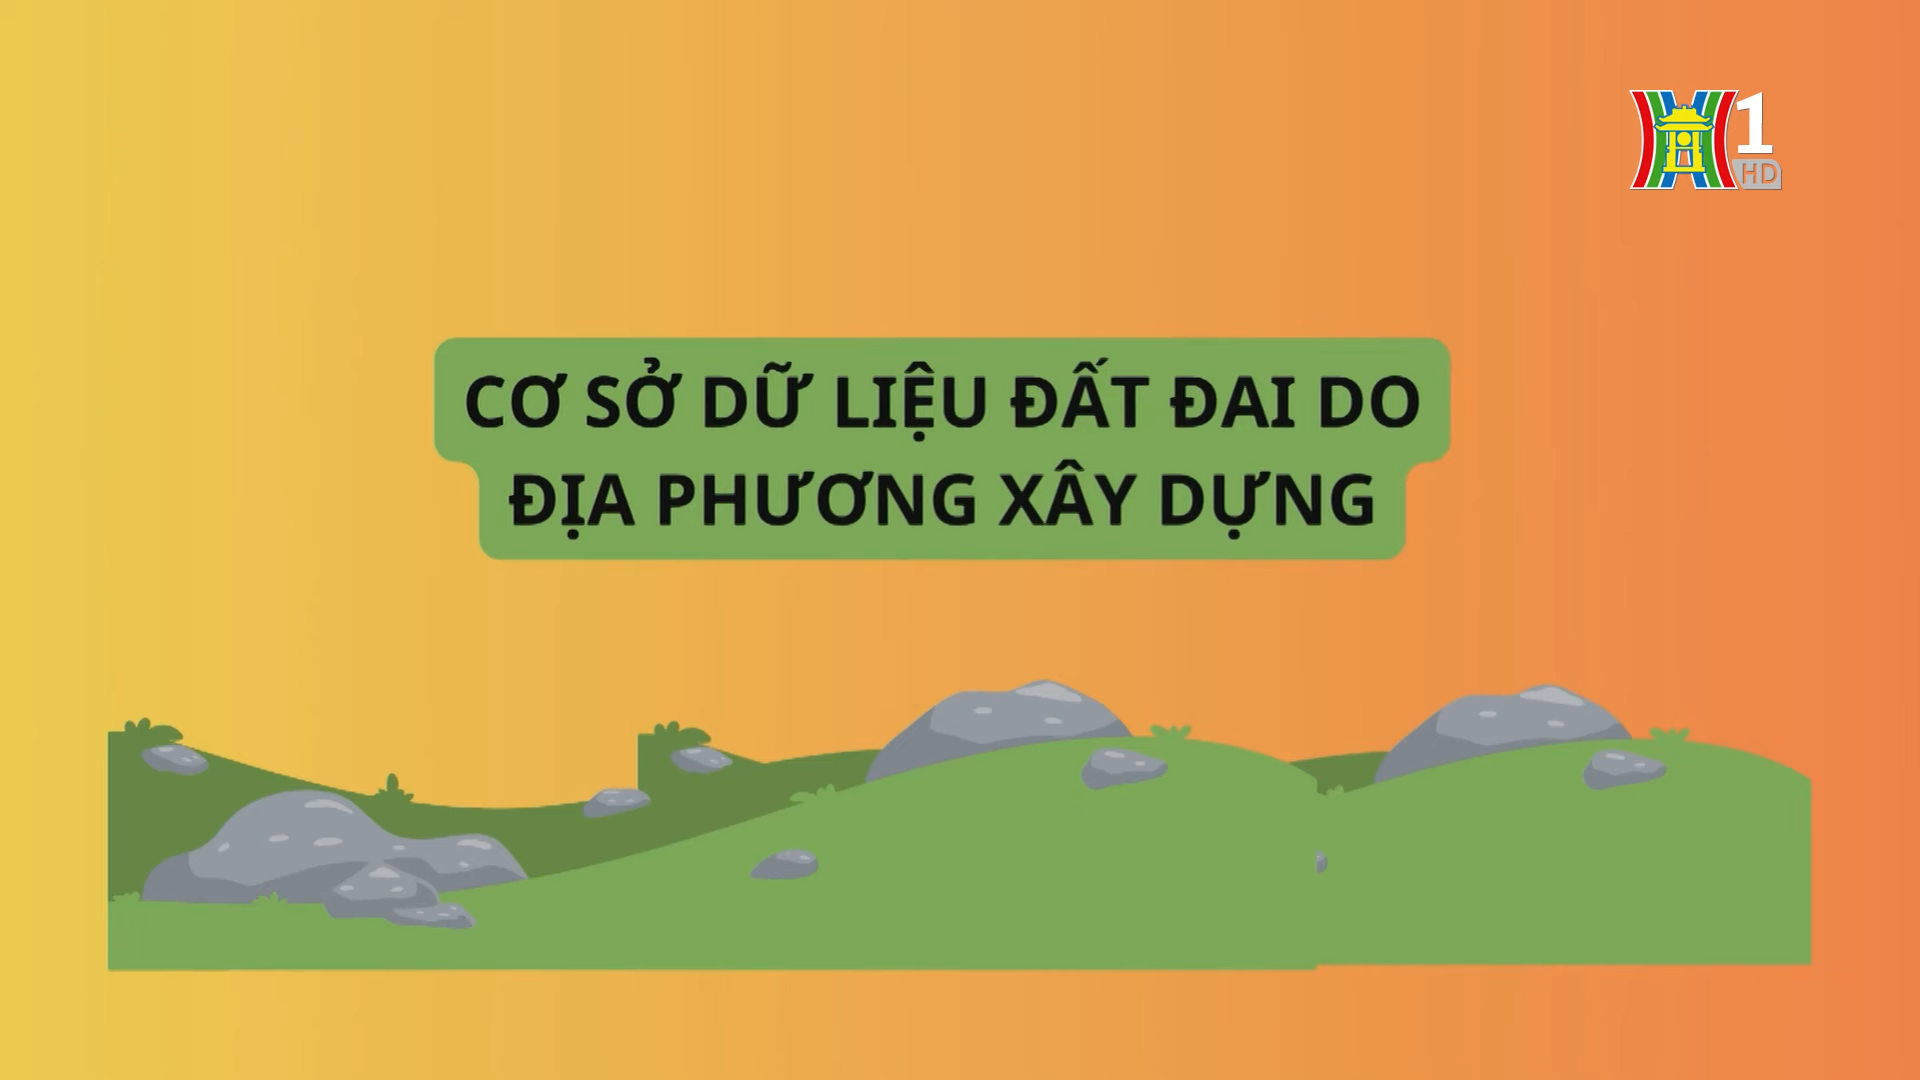 1
HD
CƠ SỞ DỮ LIỆU ĐẤT ĐAI DO
ĐỊA PHƯƠNG XÂY DỰNG